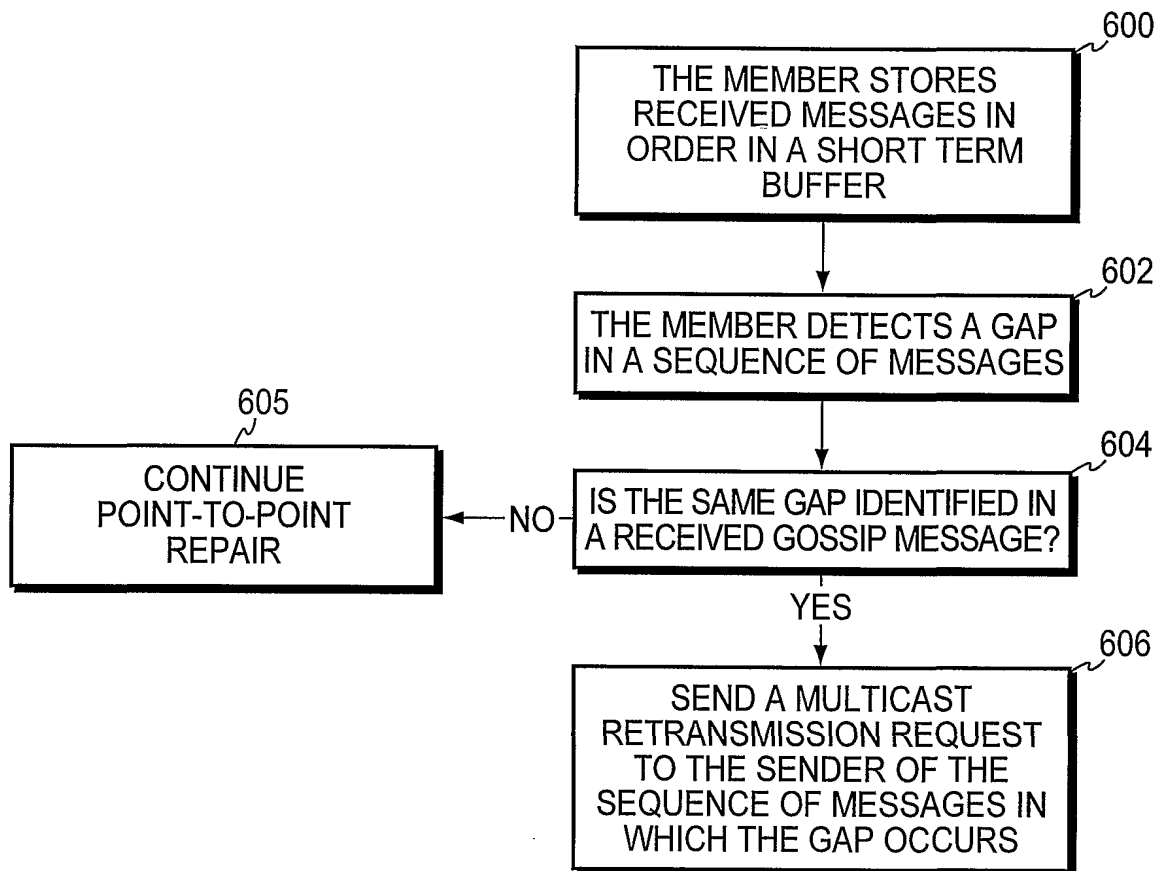 600
THE MEMBER STORES
RECEIVED MESSAGES IN
ORDER IN A SHORT TERM
BUFFER
602
THE MEMBER DETECTS A GAP
IN A SEQUENCE OF MESSAGES
604
IS THE SAME GAP IDENTIFIED IN
A RECEIVED GOSSIP MESSAGE?
NO
605
CONTINUE
POINT-TO-POINT
REPAIR
YES
606
SEND A MULTICAST
RETRANSMISSION REQUEST
TO THE SENDER OF THE
SEQUENCE OF MESSAGES IN
WHICH THE GAP OCCURS